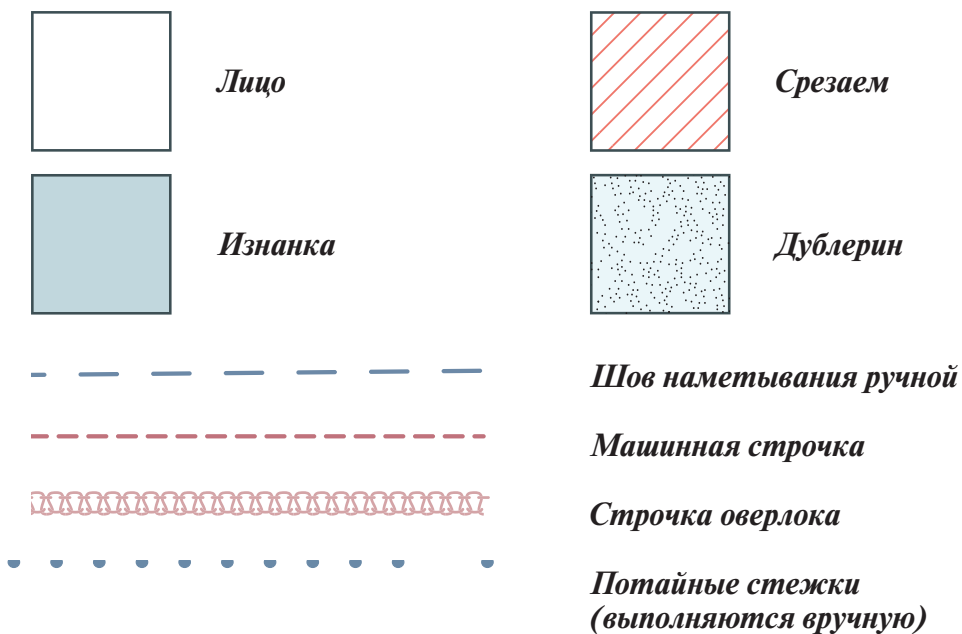 Лицо
Срезаем
Изнанка
Дублерин
Шов наметывания ручной
Машинная строчка
Строчка оверлока
Потайные стежки
(выполняются вручную)